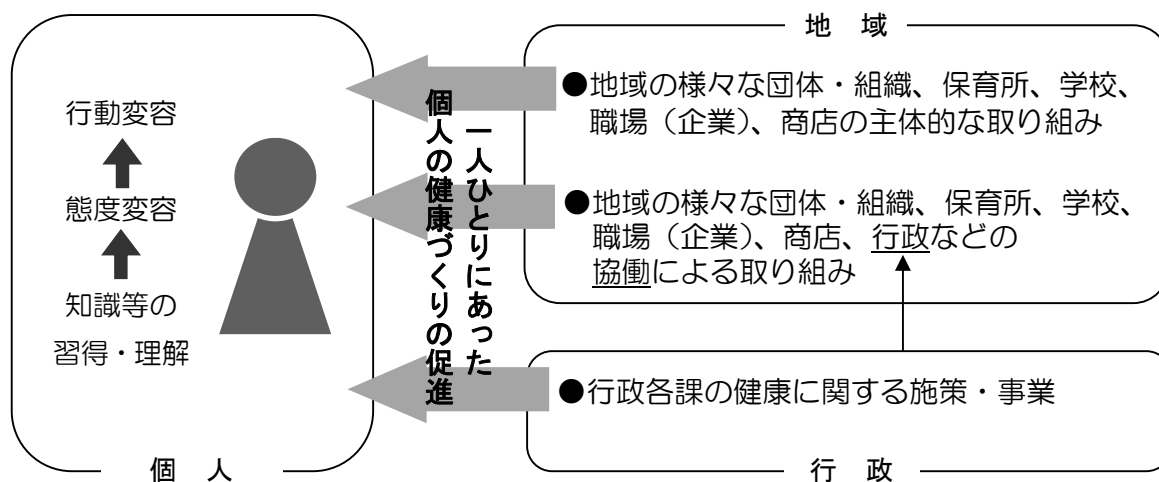 行動変容
態度変容
知識等の
習得・理解
個 人
一人ひとりにあった
個人の健康づくりの促進
地 域
●地域の様々な団体・組織、保育所、学校、
職場（企業）、商店の主体的な取り組み
●地域の様々な団体・組織、保育所、学校、
職場（企業）、商店、行政などの
協働による取り組み
●行政各課の健康に関する施策・事業
行 政